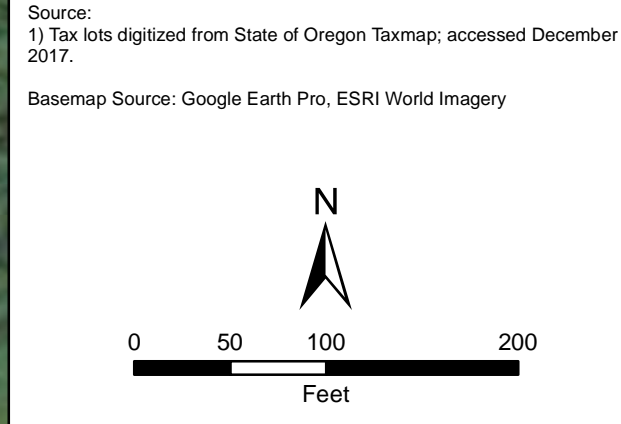 Source:
1) Tax lots digitized from State of Oregon Taxmap; accessed December
2017.
Basemap Source: Google Earth Pro, ESRI World Imagery
N
0 50 100 200
Feet